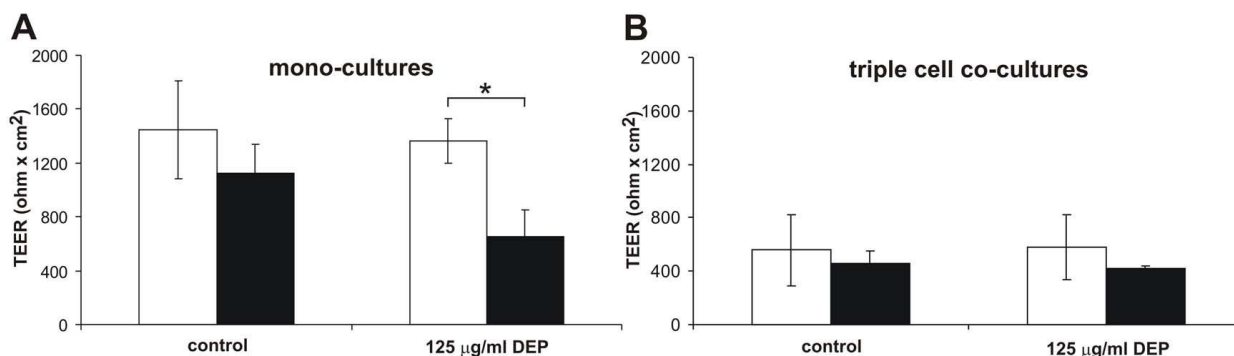 A
mono-cultures
*
TEER (ohm x cm²)
2000
1600
1200
800
400
0
control
125 μg/ml DEP
B
triple cell co-cultures
TEER (ohm x cm²)
2000
1600
1200
800
400
0
control
125 μg/ml DEP